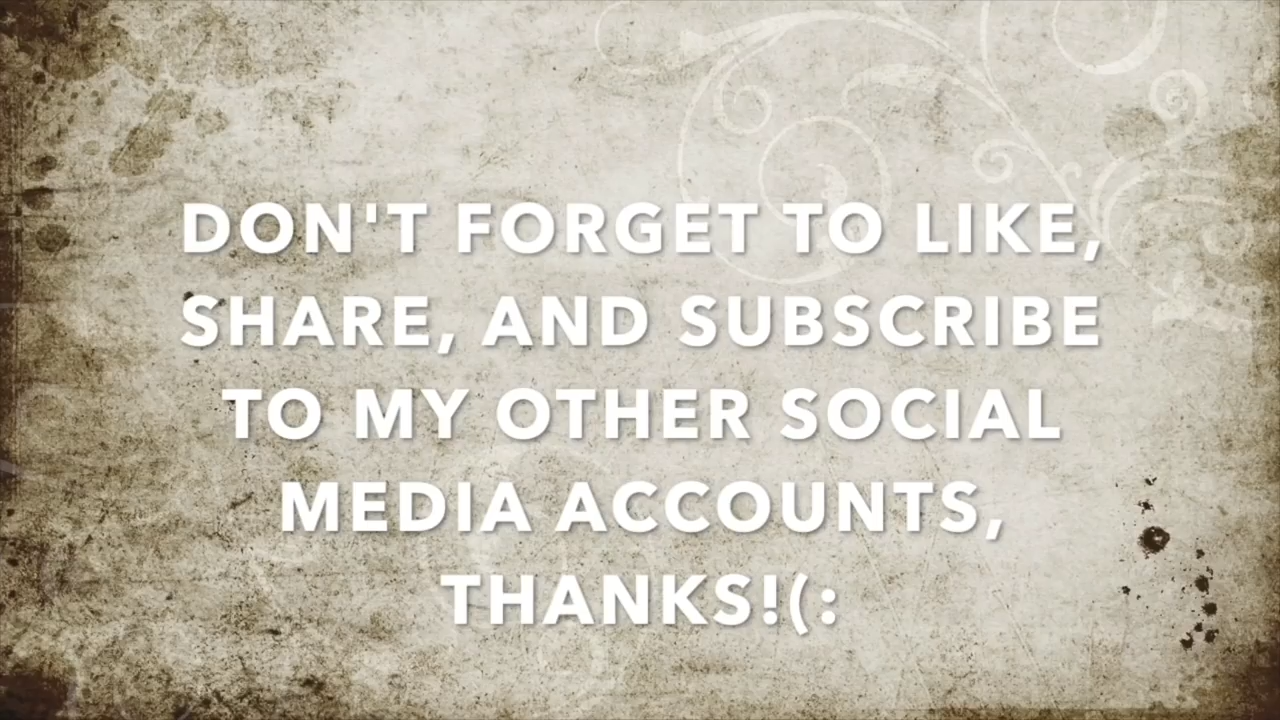 DON'T FORGET TO LIKE,
SHARE, AND SUBSCRIBE
TO MY OTHER SOCIAL
MEDIA ACCOUNTS,
THANKS!(: